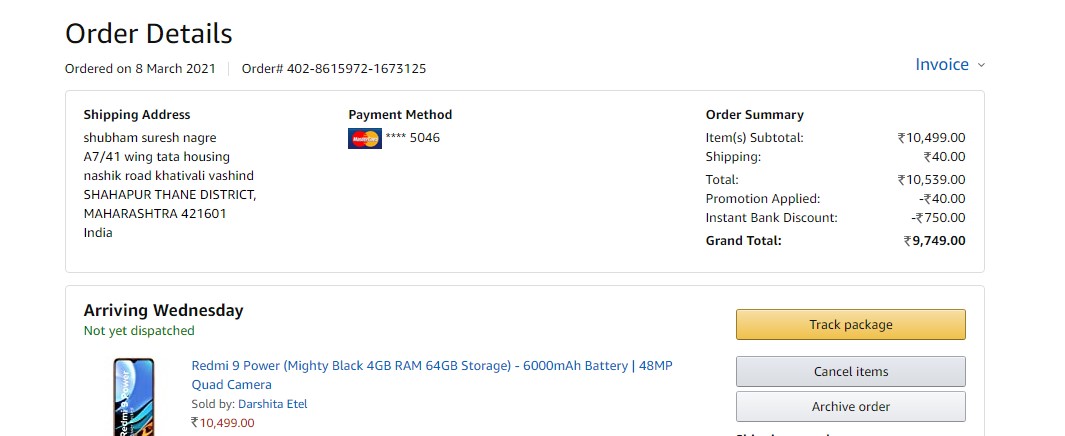 Order Details
Ordered on 8 March 2021 Order# 402-8615972-1673125
Invoice
Shipping Address
shubham suresh nagre
A7/41 wing tata housing
nashik road khativali vashind
SHAHAPUR THANE DISTRICT,
MAHARASHTRA 421601
India
Payment Method
MasterCard **** 5046
Order Summary
Item(s) Subtotal: ₹10,499.00
Shipping: ₹40.00
Total: ₹10,539.00
Promotion Applied: -₹40.00
Instant Bank Discount: -₹750.00
Grand Total: ₹9,749.00
Arriving Wednesday
Not yet dispatched
Redmi 9 Power
Redmi 9 Power (Mighty Black 4GB RAM 64GB Storage) - 6000mAh Battery | 48MP
Quad Camera
Sold by: Darshita Etel
₹10,499.00
Track package
Cancel items
Archive order